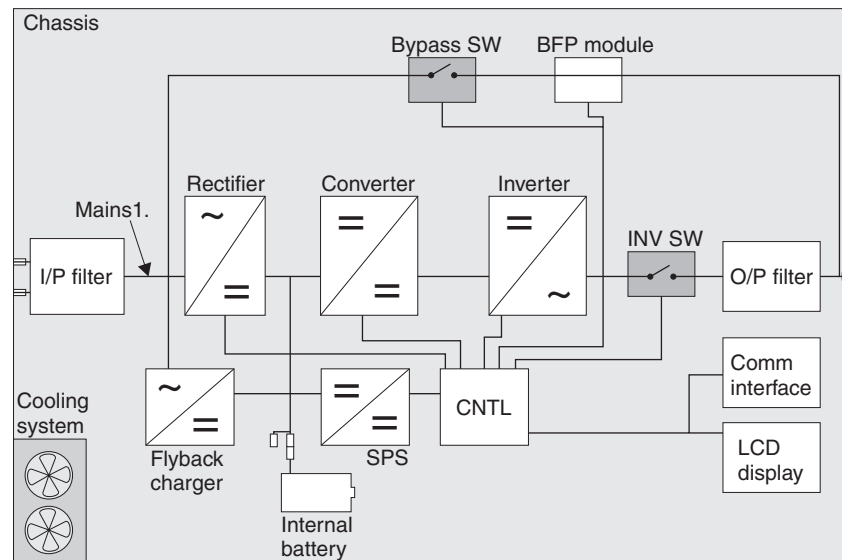 Chassis
Bypass SW
BFP module
Rectifier
Converter
Inverter
Mains1.
INV SW
I/P filter
O/P filter
Comm
interface
CNTL
Cooling
system
Flyback
charger
SPS
LCD
display
Internal
battery